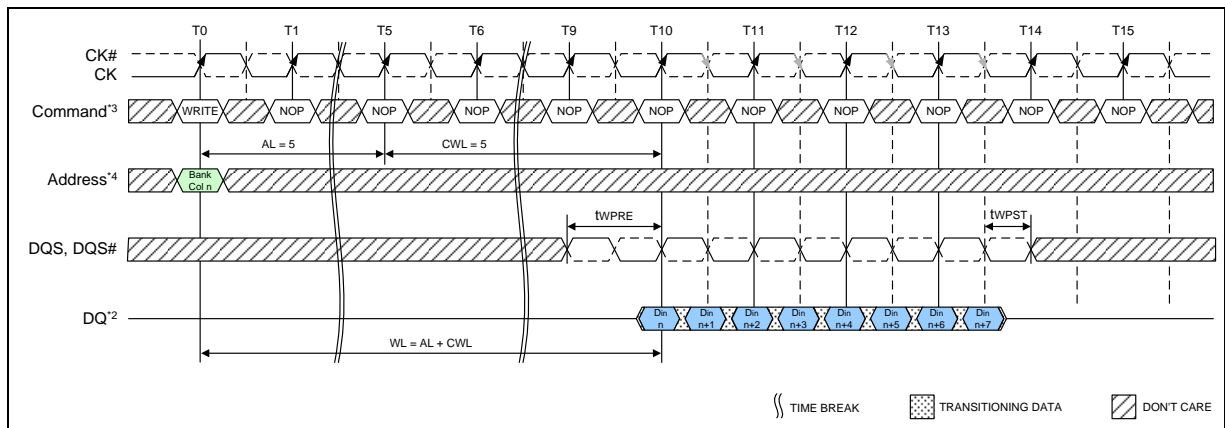 T0 T1 T5 T6 T9 T10 T11 T12 T13 T14 T15
CK#
CK
Command*3 WRITE NOP NOP NOP NOP NOP NOP NOP NOP NOP NOP
AL = 5 CWL = 5
Address*4 Bank
Col n
tWPRE tWPST
DQS, DQS#
DQ*2 Din Din Din Din Din Din Din Din
n n+1 n+2 n+3 n+4 n+5 n+6 n+7
WL = AL + CWL
TIME BREAK TRANSITIONING DATA DON'T CARE